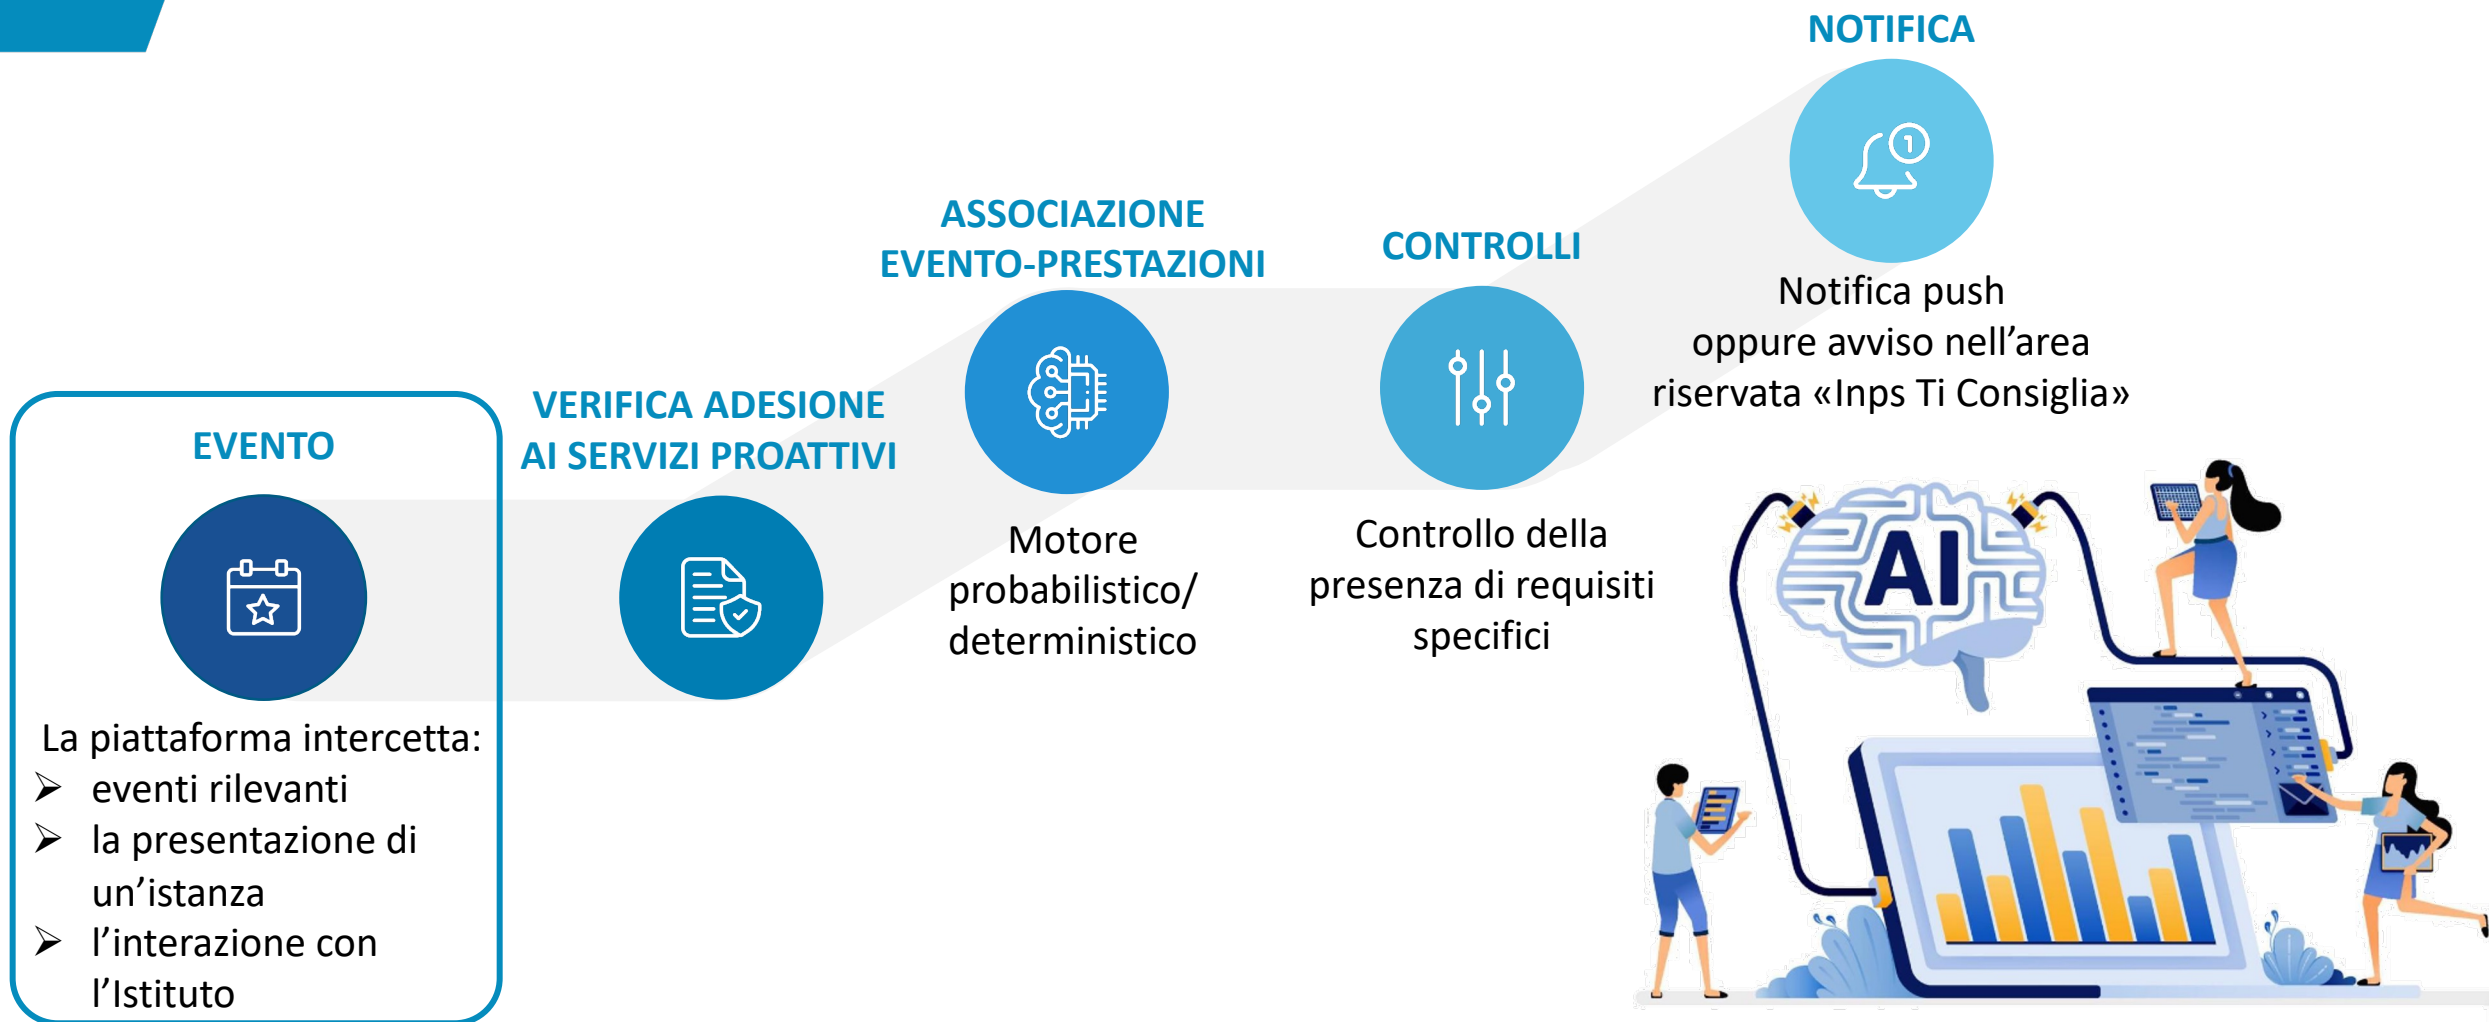 EVENTO
La piattaforma intercetta:
➢ eventi rilevanti
➢ la presentazione di
un’istanza
➢ l’interazione con
l’Istituto
VERIFICA ADESIONE
AI SERVIZI PROATTIVI
ASSOCIAZIONE
EVENTO-PRESTAZIONI
Motore
probabilistico/
deterministico
CONTROLLI
Controllo della
presenza di requisiti
specifici
NOTIFICA
1
Notifica push
oppure avviso nell’area
riservata «Inps Ti Consiglia»
AI